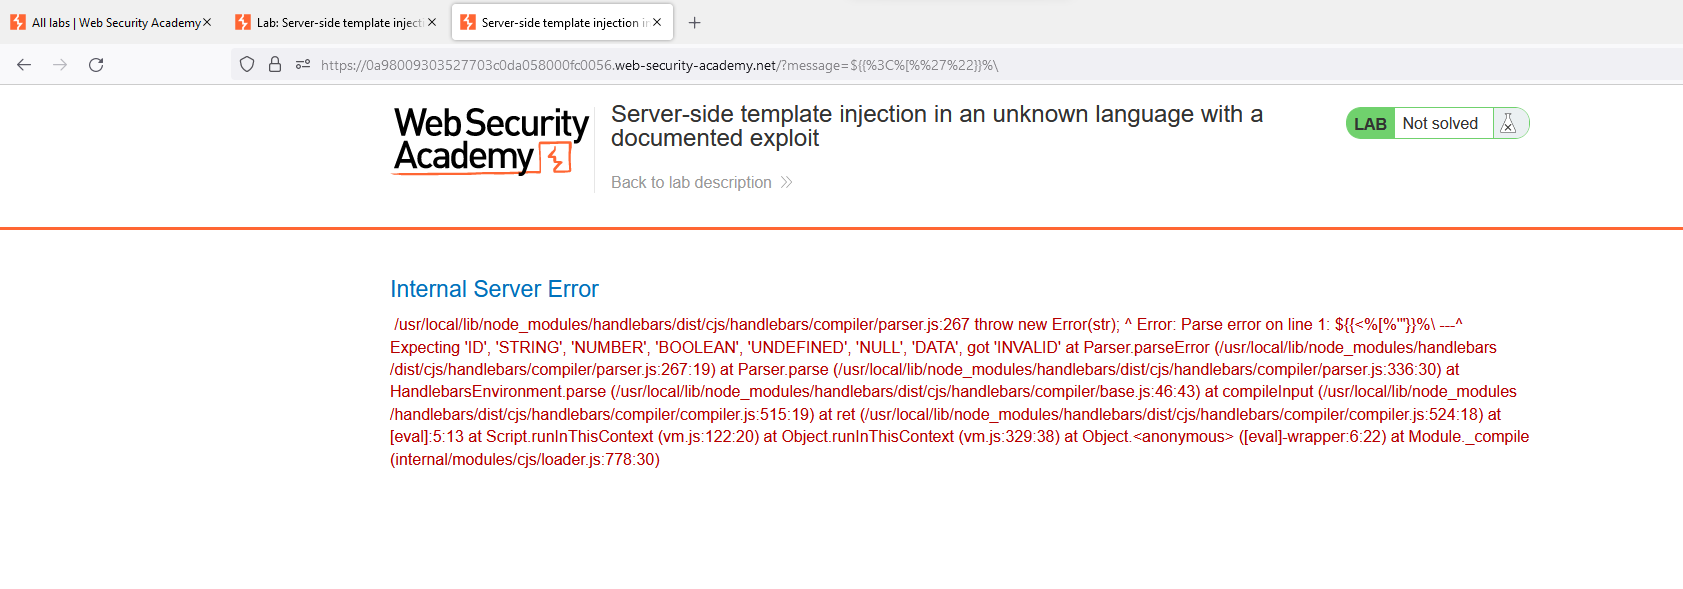 All labs | Web Security Academy
Lab: Server-side template injecti
Server-side template injection in
https://0a98009303527703c0da058000fc0056.web-security-academy.net/?message=${{%3C%[%%27%22}}%\
WebSecurity
Academy
Server-side template injection in an unknown language with a
documented exploit
Back to lab description
LAB Not solved
Internal Server Error
/usr/local/lib/node_modules/handlebars/dist/cjs/handlebars/compiler/parser.js:267 throw new Error(str); ^ Error: Parse error on line 1: ${{<%[%'"}}%\ ---^
Expecting 'ID', 'STRING', 'NUMBER', 'BOOLEAN', 'UNDEFINED', 'NULL', 'DATA', got 'INVALID' at Parser.parseError (/usr/local/lib/node_modules/handlebars
/dist/cjs/handlebars/compiler/parser.js:267:19) at Parser.parse (/usr/local/lib/node_modules/handlebars/dist/cjs/handlebars/compiler/parser.js:336:30) at
HandlebarsEnvironment.parse (/usr/local/lib/node_modules/handlebars/dist/cjs/handlebars/compiler/base.js:46:43) at compileInput (/usr/local/lib/node_modules
/handlebars/dist/cjs/handlebars/compiler/compiler.js:515:19) at ret (/usr/local/lib/node_modules/handlebars/dist/cjs/handlebars/compiler/compiler.js:524:18) at
[eval]:5:13 at Script.runInThisContext (vm.js:122:20) at Object.runInThisContext (vm.js:329:38) at Object.<anonymous> ([eval]-wrapper:6:22) at Module._compile
(internal/modules/cjs/loader.js:778:30)